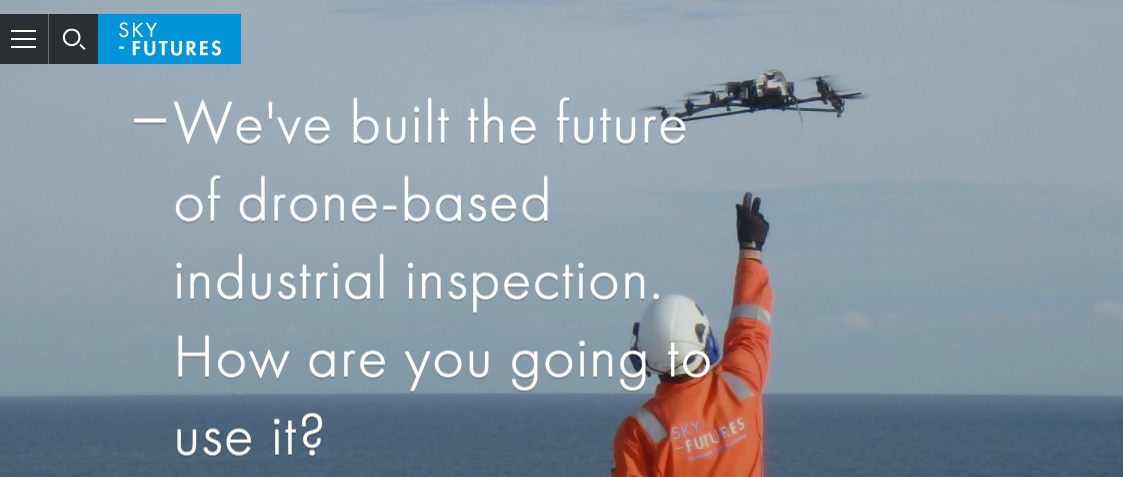 SKY
-FUTURES
We've built the future
of drone-based
industrial inspection.
How are you going to
use it?
SKY
-FUTURES